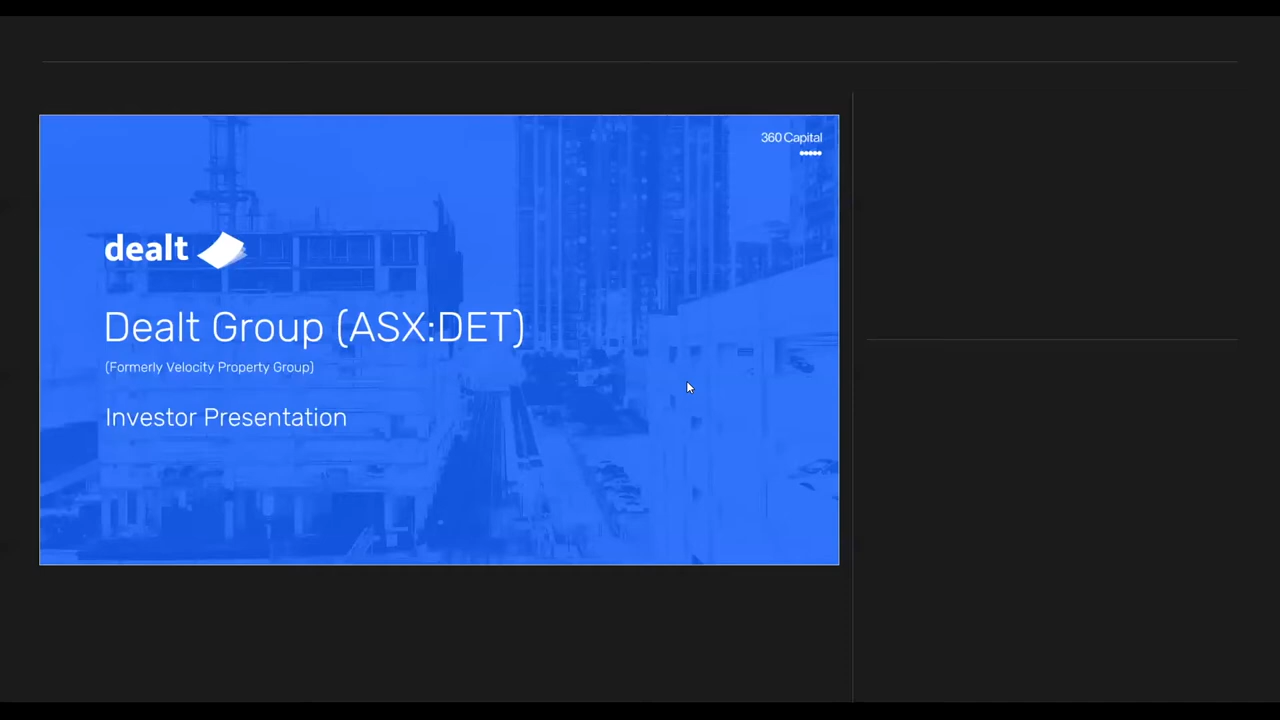 360 Capital
dealt
Dealt Group (ASX:DET)
(Formerly Velocity Property Group)
Investor Presentation